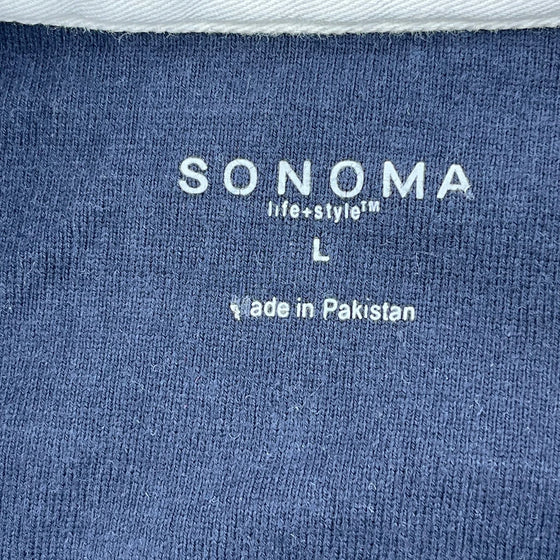 SONOMA
life+style™
L
Made in Pakistan